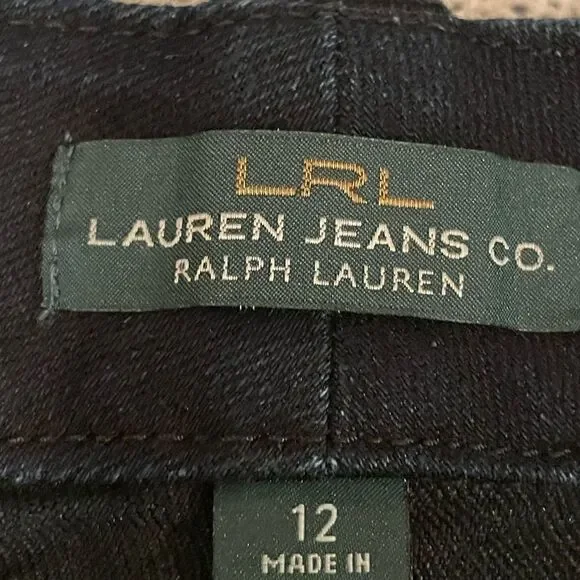 LRL
LAUREN JEANS CO.
RALPH LAUREN
12
MADE IN